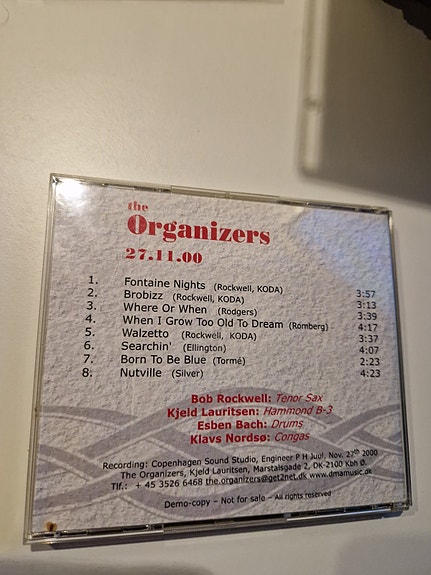 the
Organizers
27.11.00
1. Fontaine Nights (Rockwell, KODA) 3:57
2. Brobizz (Rockwell, KODA) 3:13
3. Where Or When (Rodgers) 3:39
4. When I Grow Too Old To Dream (Romberg) 4:17
5. Walzetto (Rockwell, KODA) 3:37
6. Searchin' (Ellington) 4:07
7. Born To Be Blue (Tormé) 2:23
8. Nutville (Silver) 4:23
Bob Rockwell: Tenor Sax
Kjeld Lauritsen: Hammond B-3
Esben Bach: Drums
Klavs Nordsø: Congas
Recording: Copenhagen Sound Studio, Engineer P H Juul, Nov. 27th 2000
The Organizers, Kjeld Lauritsen, Marstalsgade 2, DK-2100 Kbh Ø.
Tlf.: + 45 3526 6468 the.organizers@get2net.dk www.dmamusic.dk
Demo-copy – Not for sale – All rights reserved